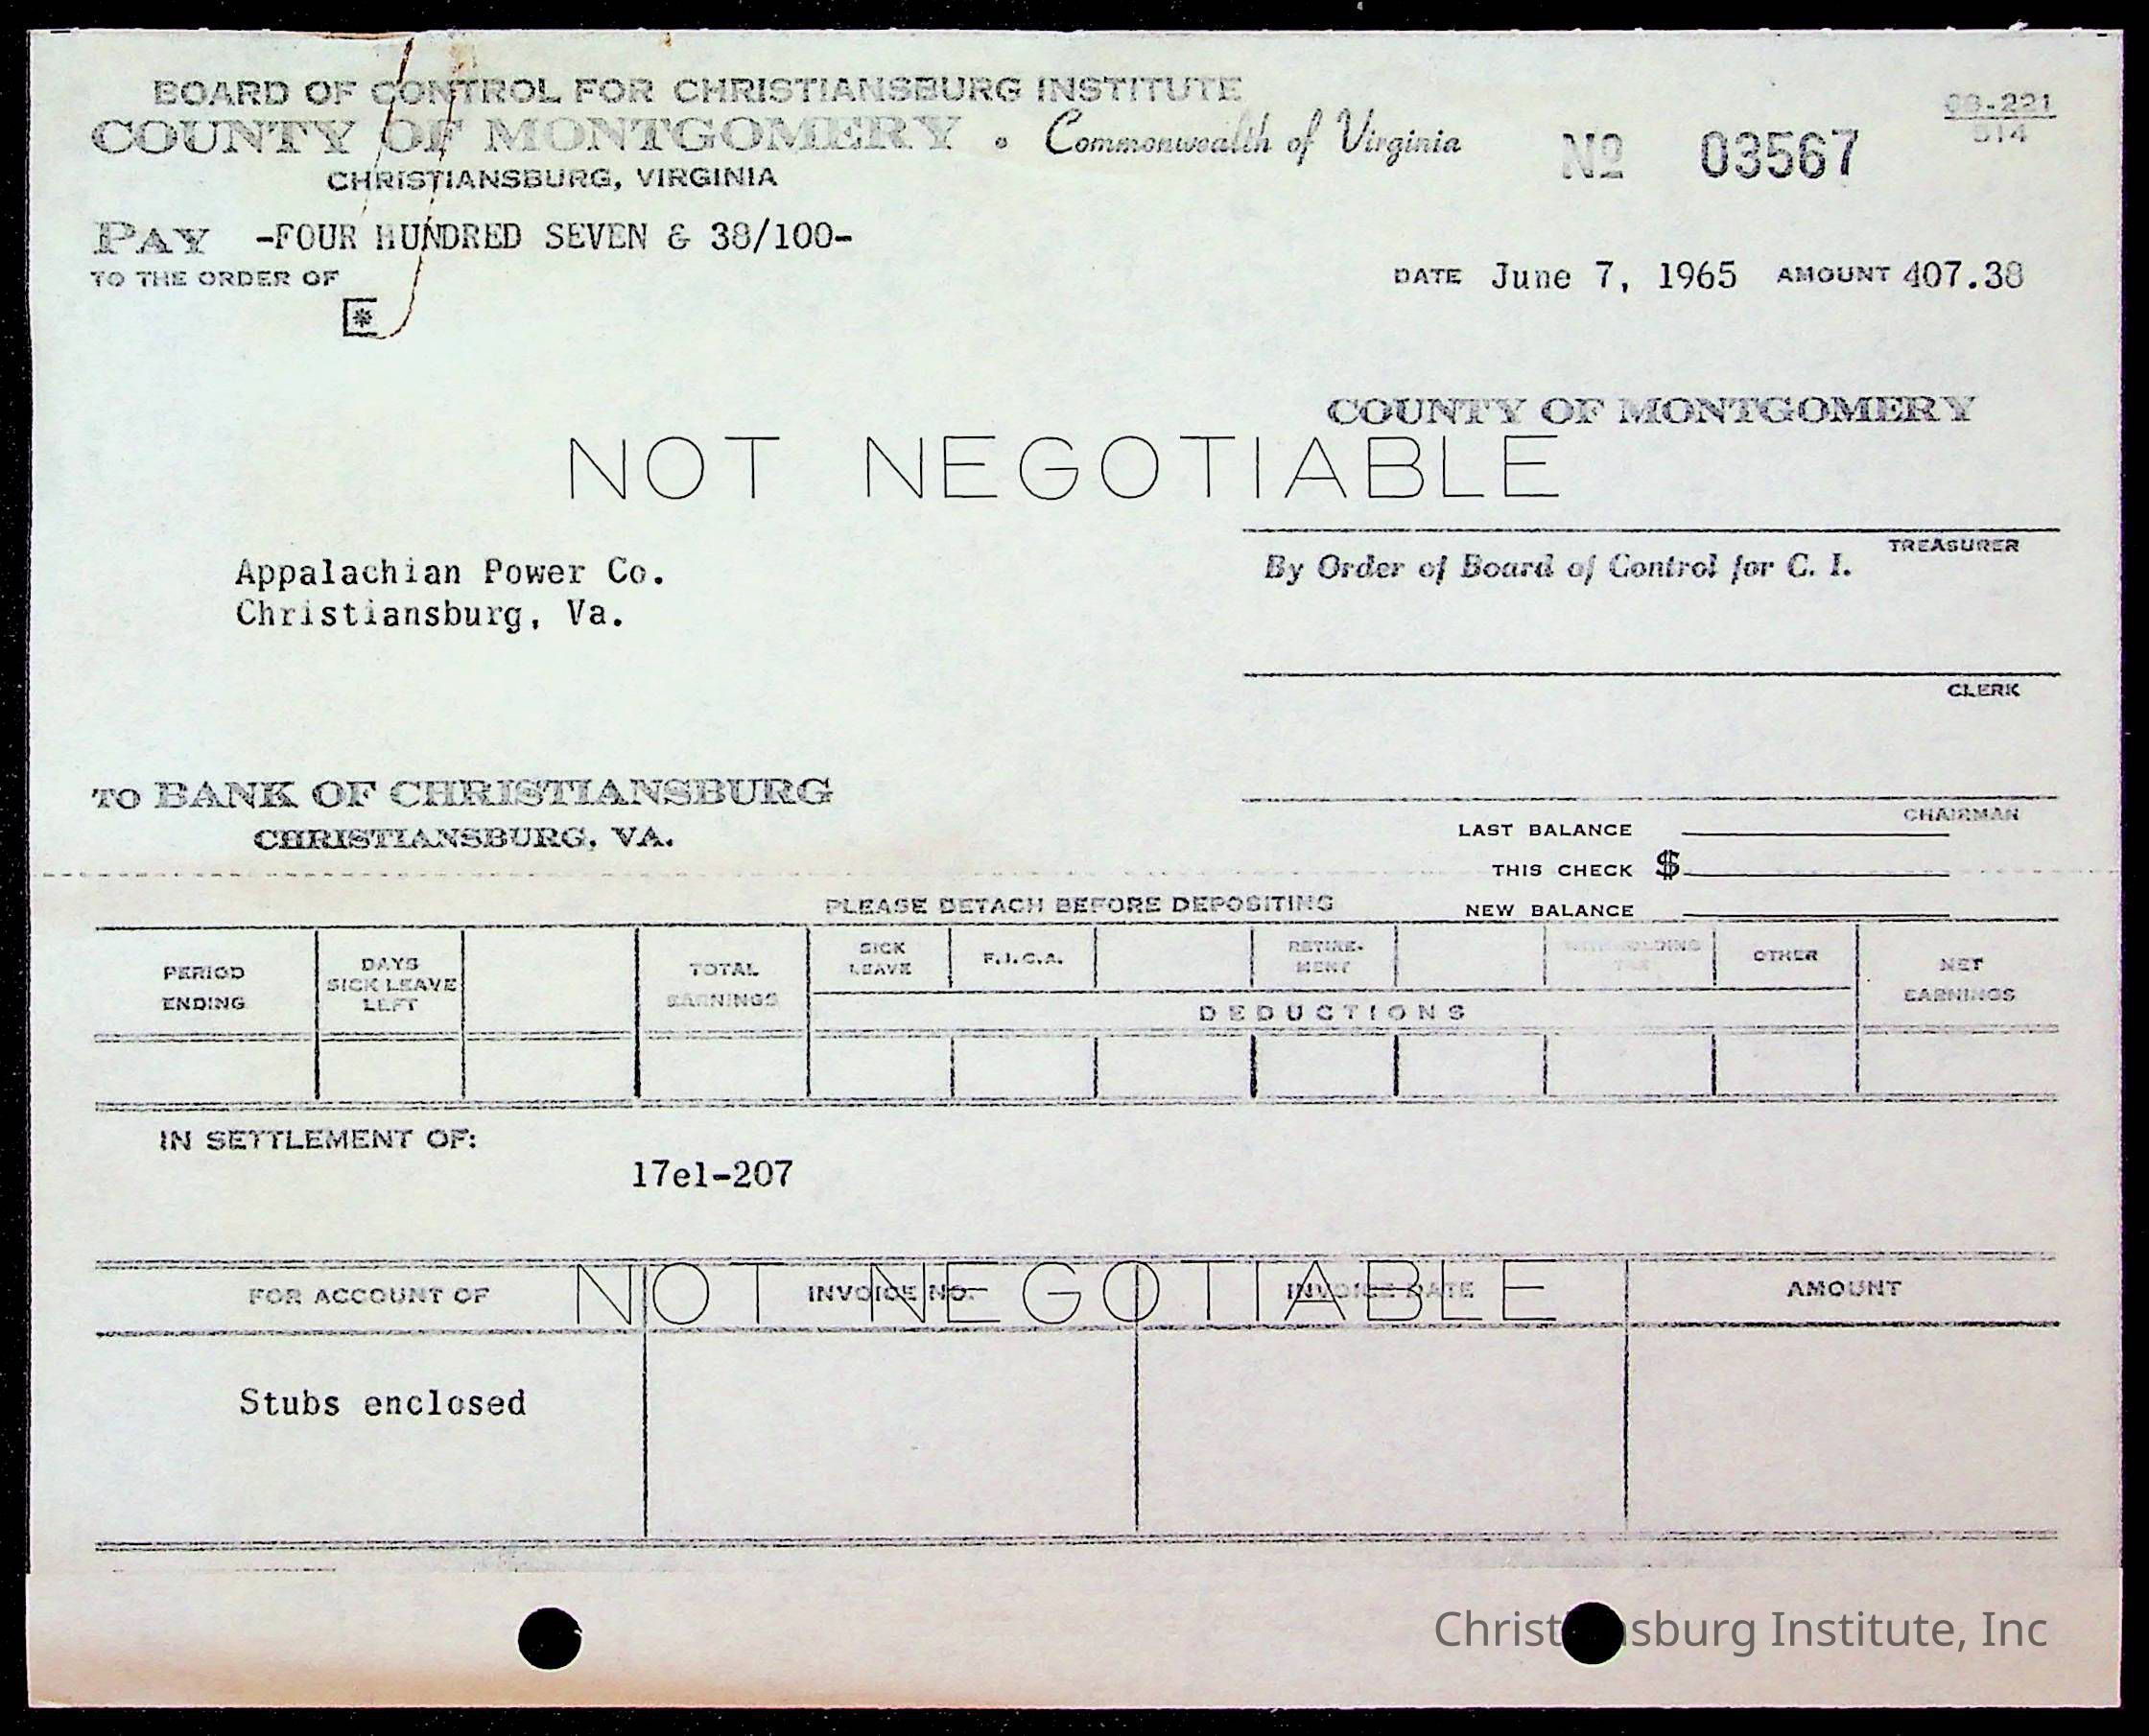 BOARD OF CONTROL FOR CHRISTIANSBURG INSTITUTE
COUNTY OF MONTGOMERY • Commonwealth of Virginia
CHRISTIANSBURG, VIRGINIA
Nº 03567
-221
514
PAY -FOUR HUNDRED SEVEN & 38/100-
TO THE ORDER OF
DATE June 7, 1965 AMOUNT 407.38
*
COUNTY OF MONTGOMERY
NOT NEGOTIABLE
TREASURER
Appalachian Power Co.
Christiansburg, Va.
By Order of Board of Control for C. I.
CLERK
TO BANK OF CHRISTIANSBURG
CHRISTIANSBURG, VA.
CHAIRMAN
LAST BALANCE
THIS CHECK $
NEW BALANCE
PLEASE DETACH BEFORE DEPOSITING
PERIOD ENDING
DAYS SICK LEAVE LEFT
TOTAL EARNINGS
SICK LEAVE
F.I.C.A.
RETIRE-MENT
WITHHOLDING TAX
OTHER
NET EARNINGS
DEDUCTIONS
IN SETTLEMENT OF:
17el-207
NOT NEGOTIABLE
FOR ACCOUNT OF
INVOICE NO.
INVOICE DATE
AMOUNT
Stubs enclosed
Christiansburg Institute, Inc